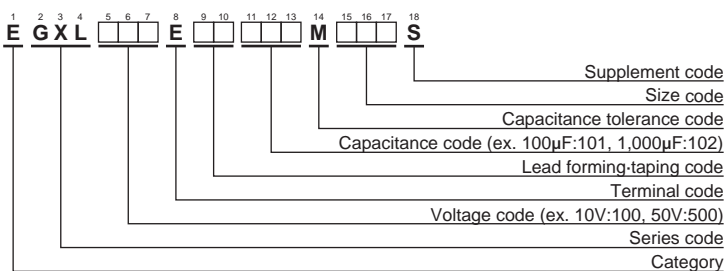 1 2 3 4 5 6 7 8 9 10 11 12 13 14 15 16 17 18
E G X L E M S
Supplement code
Size code
Capacitance tolerance code
Capacitance code (ex. 100µF:101, 1,000µF:102)
Lead forming·taping code
Terminal code
Voltage code (ex. 10V:100, 50V:500)
Series code
Category